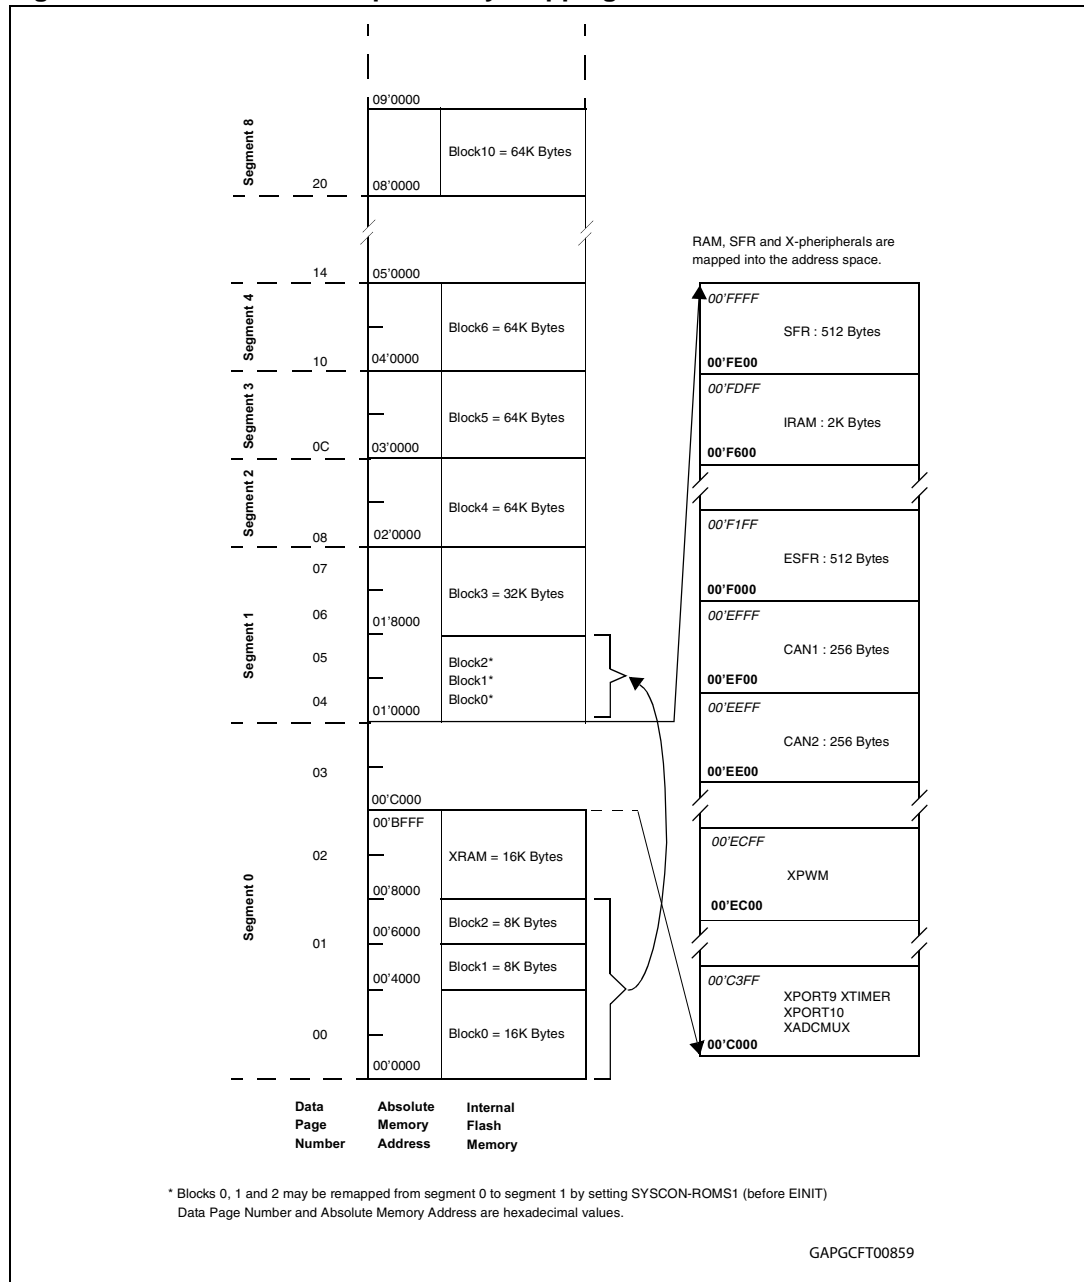 09'0000
Segment 8
Block10 = 64K Bytes
20
08'0000
RAM, SFR and X-pheripherals are
mapped into the address space.
14
05'0000
Segment 4
Block6 = 64K Bytes
10
04'0000
Segment 3
Block5 = 64K Bytes
0C
03'0000
Segment 2
Block4 = 64K Bytes
08
02'0000
07
Block3 = 32K Bytes
06
01'8000
Segment 1
05
Block2*
Block1*
04
Block0*
01'0000
03
00'C000
00'BFFF
02
XRAM = 16K Bytes
00'8000
Segment 0
Block2 = 8K Bytes
00'6000
01
Block1 = 8K Bytes
00'4000
00
Block0 = 16K Bytes
00'0000
00'FFFF
SFR : 512 Bytes
00'FE00
00'FDFF
IRAM : 2K Bytes
00'F600
00'F1FF
ESFR : 512 Bytes
00'F000
00'EFFF
CAN1 : 256 Bytes
00'EF00
00'EEFF
CAN2 : 256 Bytes
00'EE00
00'ECFF
XPWM
00'EC00
00'C3FF
XPORT9 XTIMER
XPORT10
XADCMUX
00'C000
Data Page Number
Absolute Memory Address
Internal Flash Memory
* Blocks 0, 1 and 2 may be remapped from segment 0 to segment 1 by setting SYSCON-ROMS1 (before EINIT)
Data Page Number and Absolute Memory Address are hexadecimal values.
GAPGCFT00859